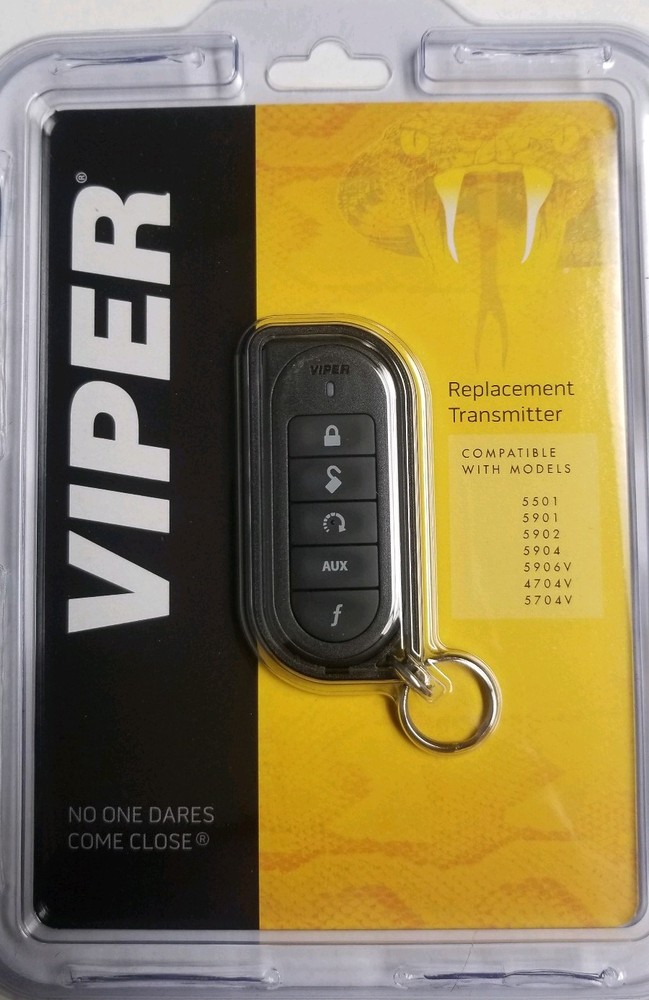 VIPER®
VIPER
AUX
f
Replacement
Transmitter
COMPATIBLE
WITH MODELS
5501
5901
5902
5904
5906V
4704V
5704V
NO ONE DARES
COME CLOSE®